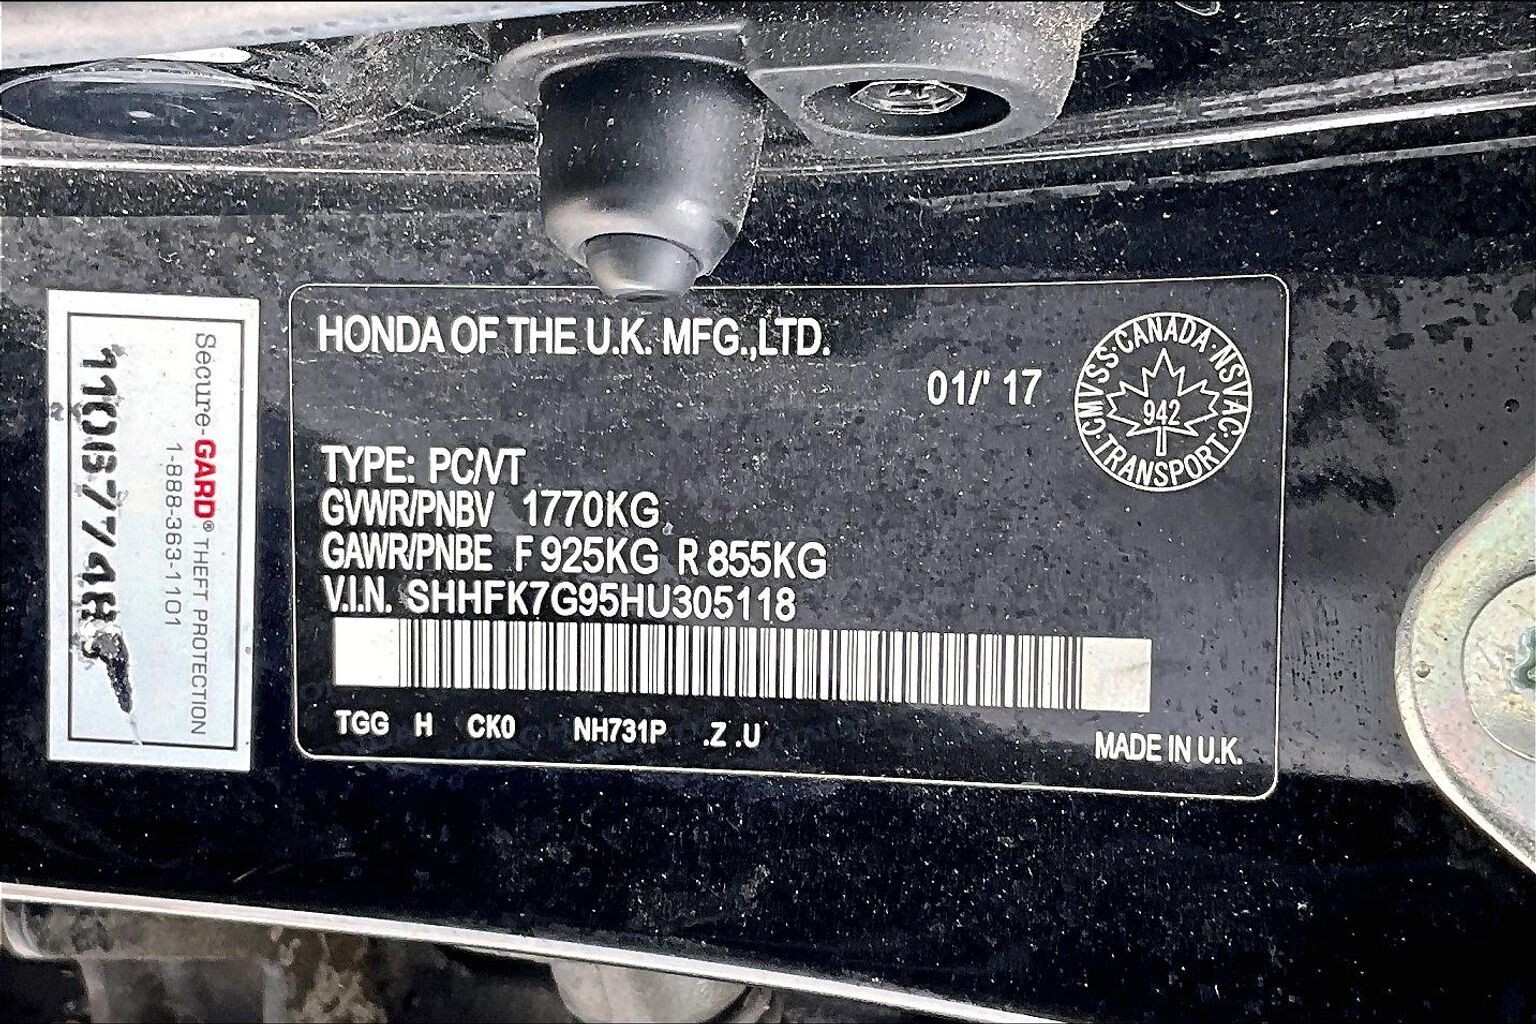 Secure-GARD® THEFT PROTECTION
1-888-363-1101
HONDA OF THE U.K. MFG.,LTD.
01/' 17
CMVSS·CANADA·NSVAC·TRANSPORT·
942
TYPE: PC/VT
GVWR/PNBV 1770KG
GAWR/PNBE F 925KG R 855KG
V.I.N. SHHFK7G95HU305118
TGG H CK0 NH731P .Z .U
MADE IN U.K.